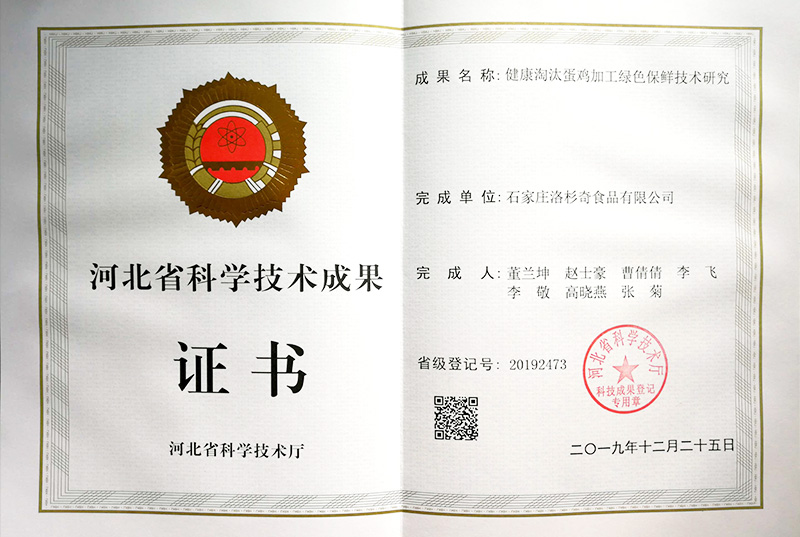 河北省科学技术成果
证书
河北省科学技术厅
成果名称：健康淘汰蛋鸡加工绿色保鲜技术研究
完成单位：石家庄洛杉奇食品有限公司
完成人：董兰坤 赵士豪 曹倩倩 李飞
李敬 高晓燕 张菊
省级登记号：20192473
河北省科学技术厅
科技成果登记
专用章
二〇一九年十二月二十五日